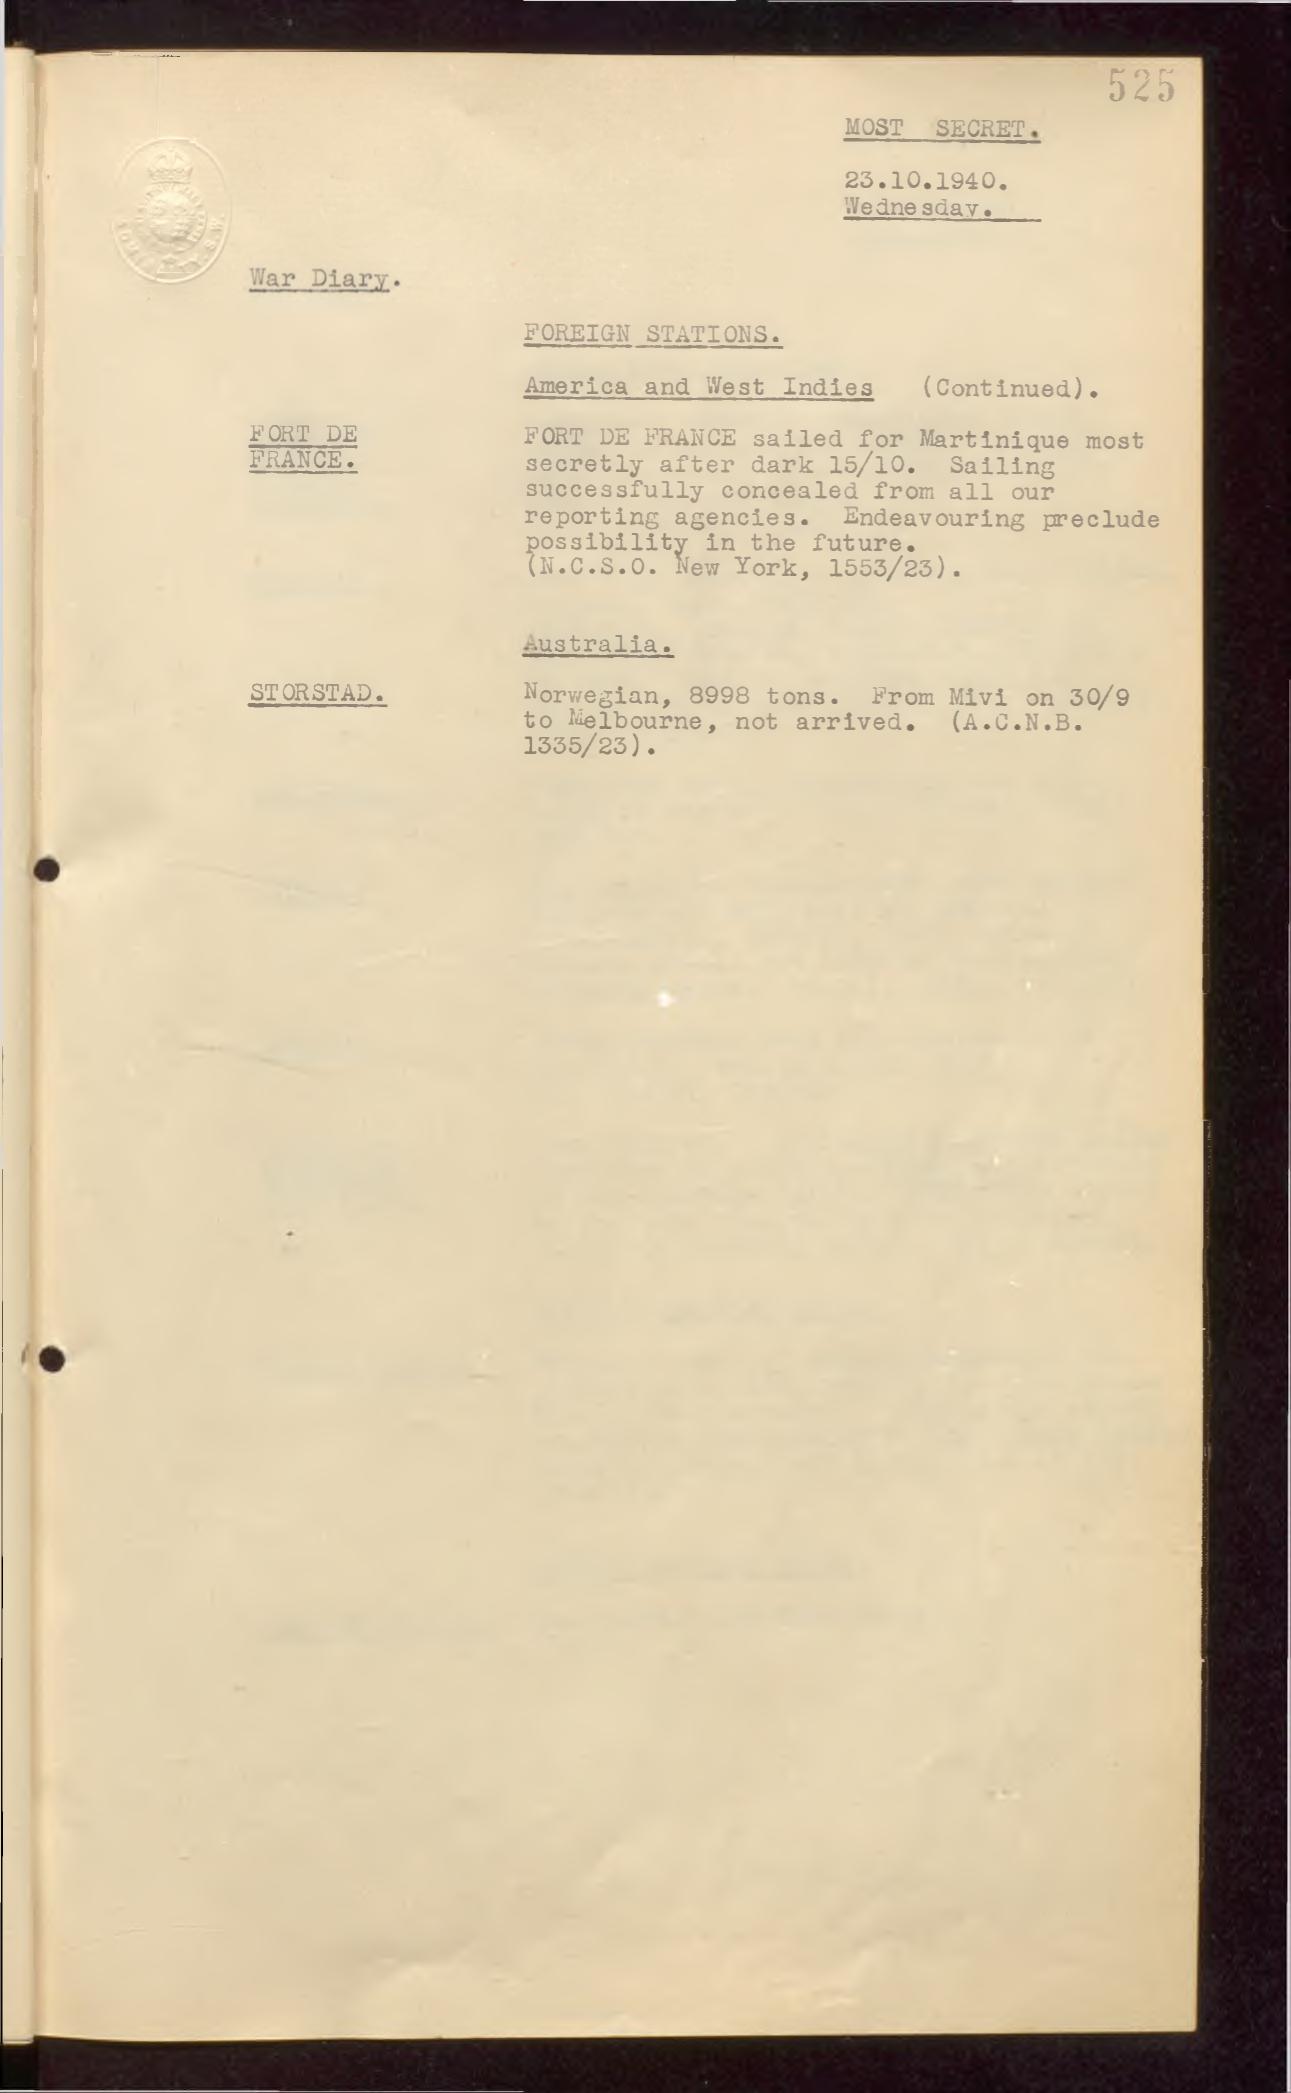 525
MOST SECRET.
23.10.1940.
Wednesday.
War Diary.
FOREIGN STATIONS.
America and West Indies (Continued).
FORT DE
FRANCE.
FORT DE FRANCE sailed for Martinique most
secretly after dark 15/10. Sailing
successfully concealed from all our
reporting agencies. Endeavouring preclude
possibility in the future.
(N.C.S.O. New York, 1553/23).
Australia.
STORSTAD.
Norwegian, 8998 tons. From Mivi on 30/9
to Melbourne, not arrived. (A.C.N.B.
1335/23).